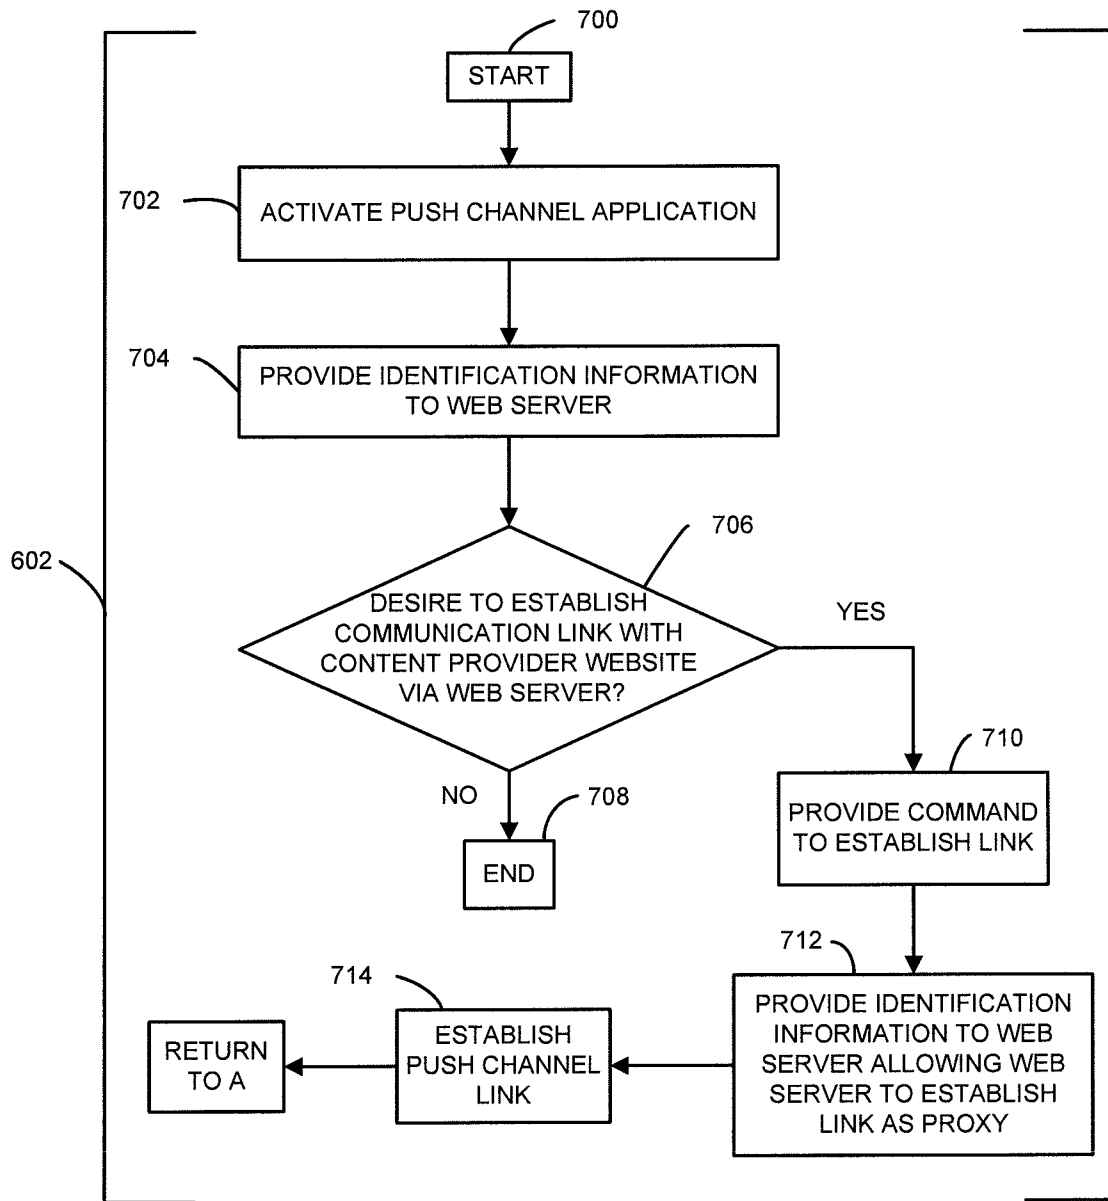 700
START
702
ACTIVATE PUSH CHANNEL APPLICATION
704
PROVIDE IDENTIFICATION INFORMATION
TO WEB SERVER
706
602
DESIRE TO ESTABLISH
COMMUNICATION LINK WITH
CONTENT PROVIDER WEBSITE
VIA WEB SERVER?
YES
NO
708
END
710
PROVIDE COMMAND
TO ESTABLISH LINK
712
PROVIDE IDENTIFICATION
INFORMATION TO WEB
SERVER ALLOWING WEB
SERVER TO ESTABLISH
LINK AS PROXY
714
ESTABLISH
PUSH CHANNEL
LINK
RETURN
TO A